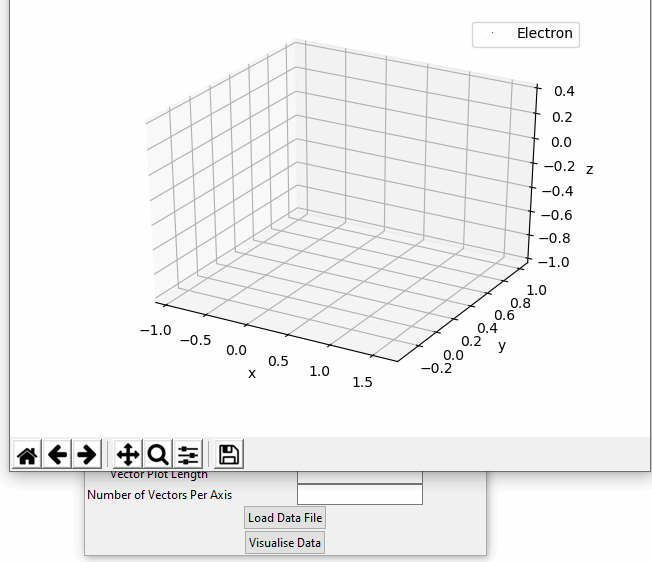 Electron
0.4
0.2
0.0
−0.2
z
−0.4
−0.6
−0.8
−1.0
1.0
0.8
0.6
0.4
0.2
0.0
−0.2
y
−1.0
−0.5
0.0
0.5
1.0
1.5
x
Vector Plot Length
Number of Vectors Per Axis
Load Data File
Visualise Data